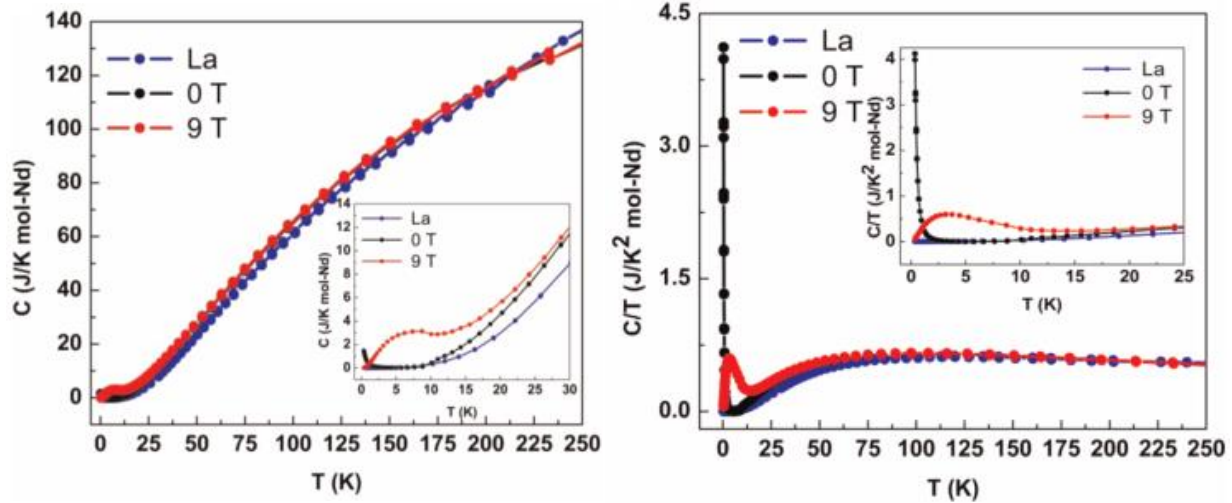 140
120
100
80
60
40
20
0
C (J/K mol-Nd)
La
0 T
9 T
14
12
10
8
6
4
2
0
C (J/K mol-Nd)
La
0 T
9 T
0 5 10 15 20 25 30
T (K)
0 25 50 75 100 125 150 175 200 225 250
T (K)
4.5
3.0
1.5
0.0
C/T (J/K² mol-Nd)
La
0 T
9 T
4
3
2
1
0
C/T (J/K² mol-Nd)
La
0 T
9 T
0 5 10 15 20 25
T (K)
0 25 50 75 100 125 150 175 200 225 250
T (K)